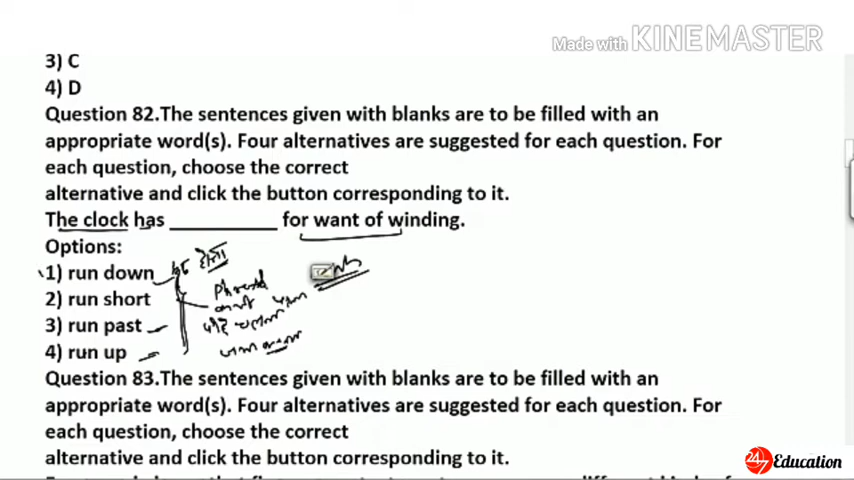 Made with KINEMASTER
3) C
4) D
Question 82.The sentences given with blanks are to be filled with an
appropriate word(s). Four alternatives are suggested for each question. For
each question, choose the correct
alternative and click the button corresponding to it.
The clock has ____________ for want of winding.
Options:
1) run down
2) run short
3) run past
4) run up
Question 83.The sentences given with blanks are to be filled with an
appropriate word(s). Four alternatives are suggested for each question. For
each question, choose the correct
alternative and click the button corresponding to it.
24/7 Education